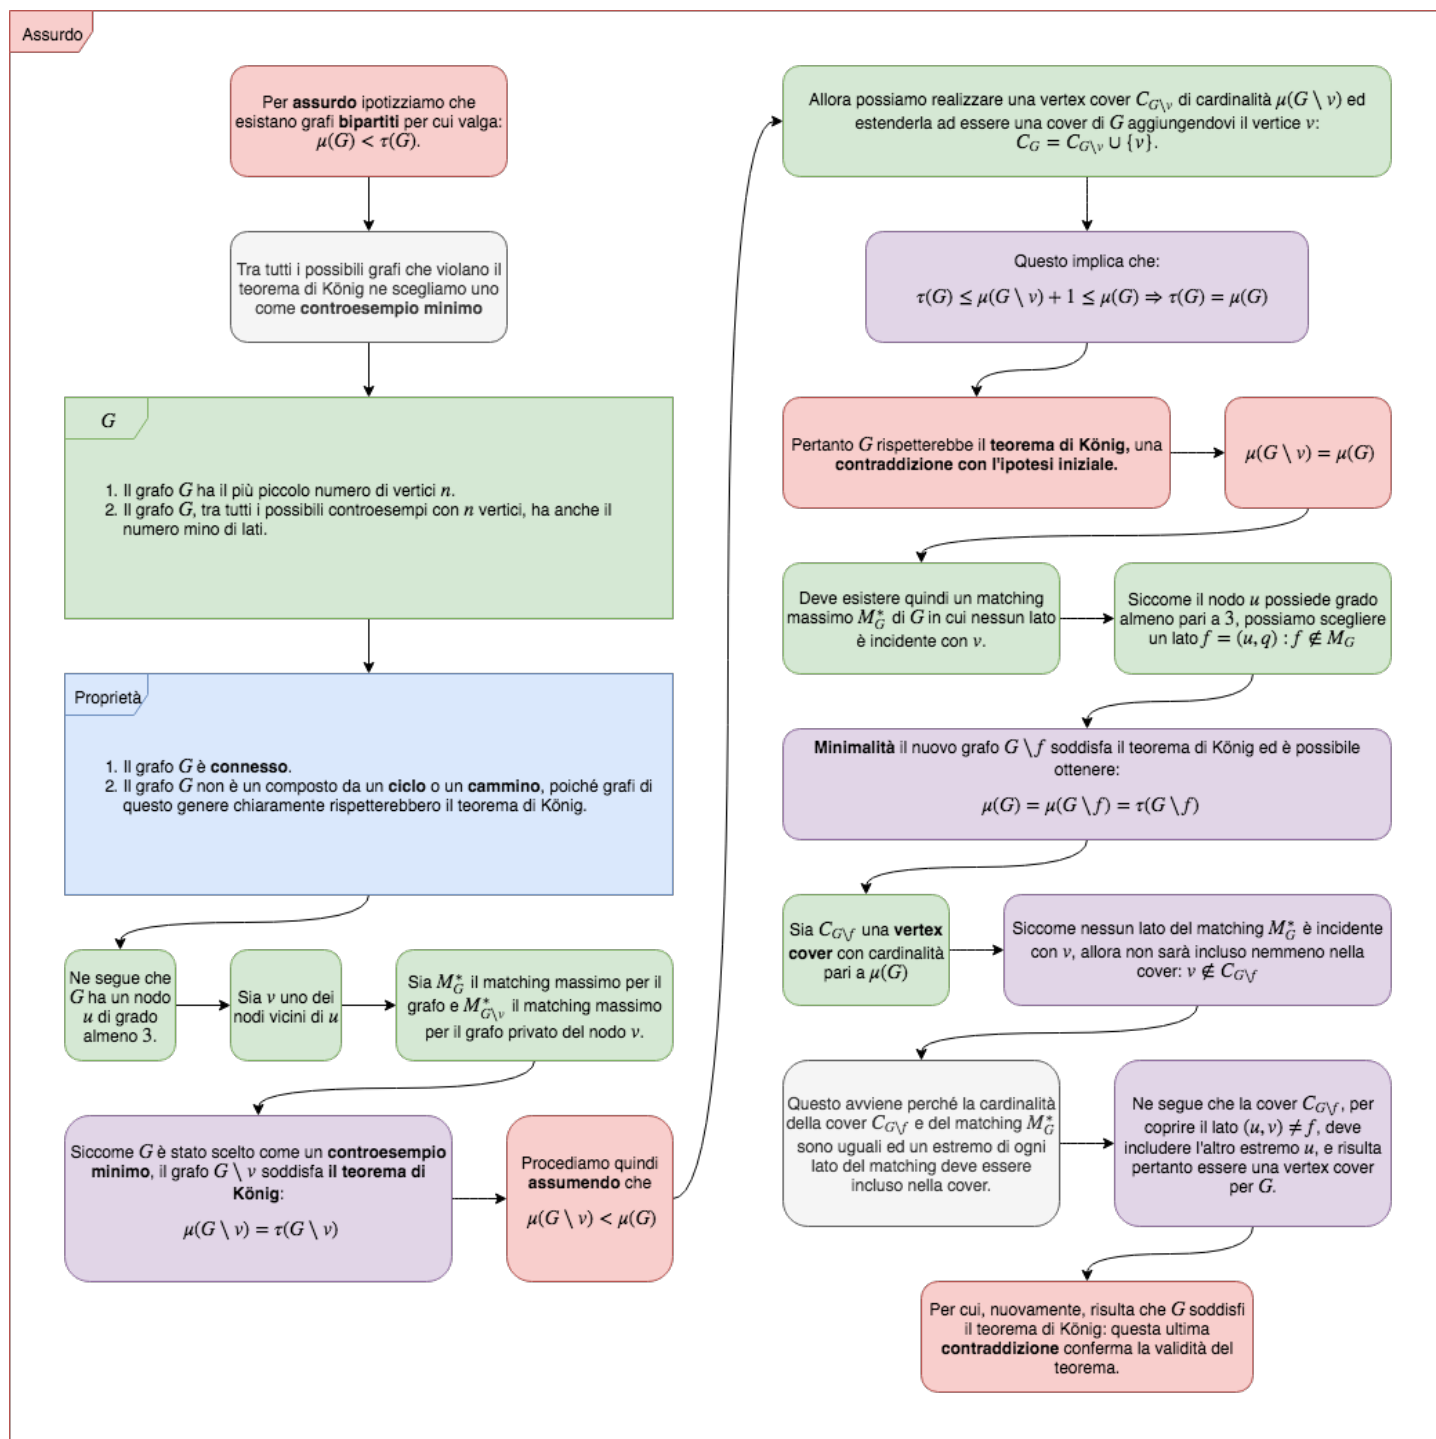 Assurdo
Per assurdo ipotizziamo che
esistano grafi bipartiti per cui valga:
μ(G) < τ(G).
Tra tutti i possibili grafi che violano il
teorema di König ne scegliamo uno
come controesempio minimo
G
1. Il grafo G ha il più piccolo numero di vertici n.
2. Il grafo G, tra tutti i possibili controesempi con n vertici, ha anche il
numero mino di lati.
Proprietà
1. Il grafo G è connesso.
2. Il grafo G non è un composto da un ciclo o un cammino, poiché grafi di
questo genere chiaramente rispetterebbero il teorema di König.
Ne segue che
G ha un nodo
u di grado
almeno 3.
Sia v uno dei
nodi vicini di u
Sia M*_G il matching massimo per il
grafo e M*_{G\v} il matching massimo
per il grafo privato del nodo v.
Siccome G è stato scelto come un controesempio
minimo, il grafo G \ v soddisfa il teorema di
König:
μ(G \ v) = τ(G \ v)
Procediamo quindi
assumendo che
μ(G \ v) < μ(G)
Allora possiamo realizzare una vertex cover C_{G\v} di cardinalità μ(G \ v) ed
estenderla ad essere una cover di G aggiungendovi il vertice v:
C_G = C_{G\v} ∪ {v}.
Questo implica che:
τ(G) ≤ μ(G \ v) + 1 ≤ μ(G) ⇒ τ(G) = μ(G)
Pertanto G rispetterebbe il teorema di König, una
contraddizione con l'ipotesi iniziale.
μ(G \ v) = μ(G)
Deve esistere quindi un matching
massimo M*_G di G in cui nessun lato
è incidente con v.
Siccome il nodo u possiede grado
almeno pari a 3, possiamo scegliere
un lato f = (u, q) : f ∉ M_G
Minimalità il nuovo grafo G \ f soddisfa il teorema di König ed è possibile
ottenere:
μ(G) = μ(G \ f) = τ(G \ f)
Sia C_{G\f} una vertex
cover con cardinalità
pari a μ(G)
Siccome nessun lato del matching M*_G è incidente
con v, allora non sarà incluso nemmeno nella
cover: v ∉ C_{G\f}
Questo avviene perché la cardinalità
della cover C_{G\f} e del matching M*_G
sono uguali ed un estremo di ogni
lato del matching deve essere
incluso nella cover.
Ne segue che la cover C_{G\f}, per
coprire il lato (u, v) ≠ f, deve
includere l'altro estremo u, e risulta
pertanto essere una vertex cover
per G.
Per cui, nuovamente, risulta che G soddisfi
il teorema di König: questa ultima
contraddizione conferma la validità del
teorema.